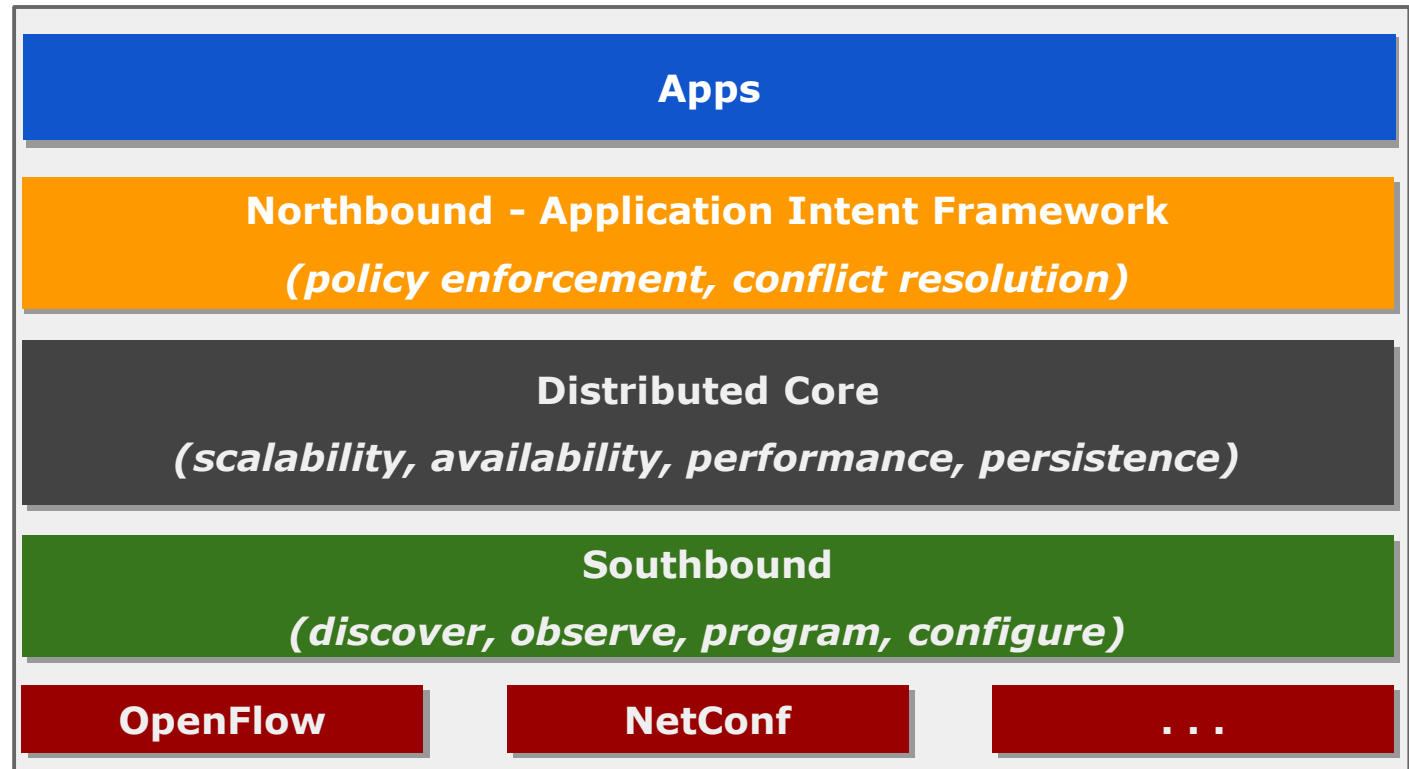 Apps
Northbound - Application Intent Framework
(policy enforcement, conflict resolution)
Distributed Core
(scalability, availability, performance, persistence)
Southbound
(discover, observe, program, configure)
OpenFlow
NetConf
. . .